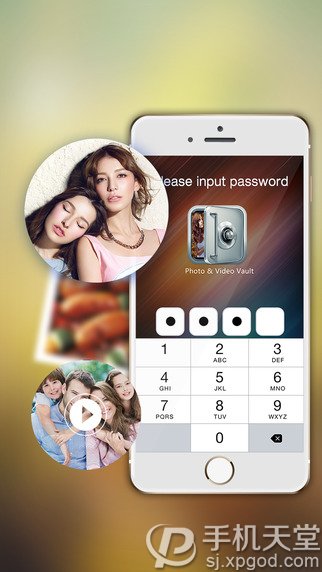 lease input password
Photo & Video Vault
1
2
ABC
3
DEF
4
GHI
5
JKL
6
MNO
7
PQRS
8
TUV
9
WXYZ
0
手机天堂
sj.xpgod.com